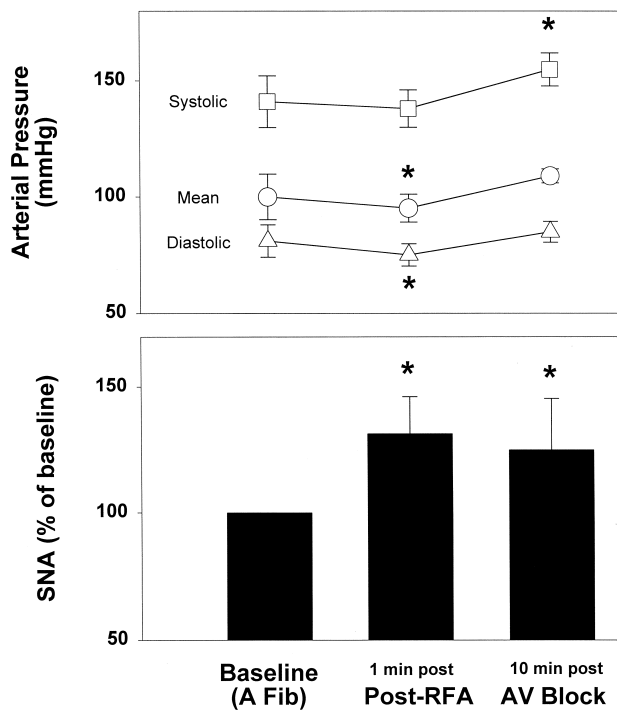 Arterial Pressure
(mmHg)
150
100
50
Systolic
Mean
Diastolic
*
*
*
SNA (% of baseline)
150
100
50
*
*
Baseline
(A Fib)
1 min post
Post-RFA
10 min post
AV Block